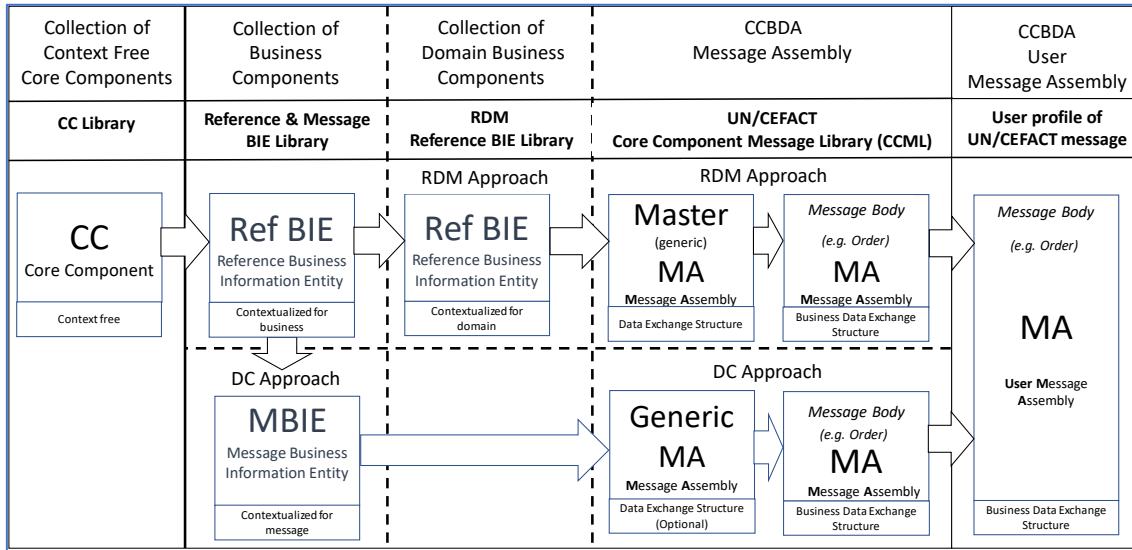 Collection of
Context Free
Core Components
Collection of
Business
Components
Collection of
Domain Business
Components
CCBDA
Message Assembly
CCBDA
User
Message Assembly
CC Library
Reference & Message
BIE Library
RDM
Reference BIE Library
UN/CEFACT
Core Component Message Library (CCML)
User profile of
UN/CEFACT message
RDM Approach
RDM Approach
CC
Core Component
Context free
Ref BIE
Reference Business
Information Entity
Contextualized for
business
Ref BIE
Reference Business
Information Entity
Contextualized for
domain
Master
(generic)
MA
Message Assembly
Data Exchange Structure
Message Body
(e.g. Order)
MA
Message Assembly
Business Data Exchange
Structure
Message Body
(e.g. Order)
MA
User Message
Assembly
Business Data Exchange
Structure
DC Approach
DC Approach
MBIE
Message Business
Information Entity
Contextualized for
message
Generic
MA
Message Assembly
Data Exchange Structure
(Optional)
Message Body
(e.g. Order)
MA
Message Assembly
Business Data Exchange
Structure